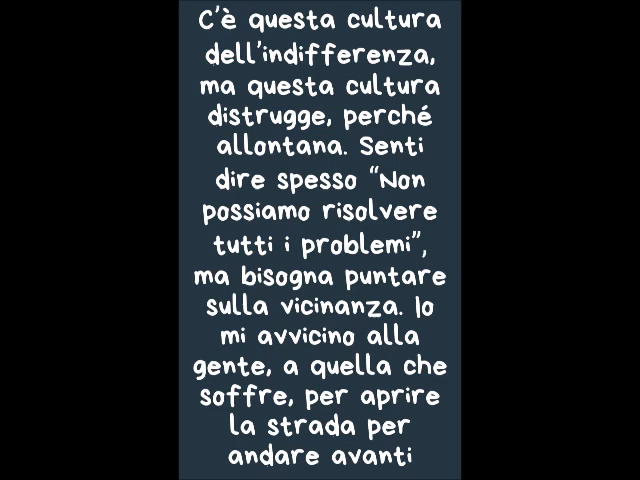 C'è questa cultura
dell'indifferenza,
ma questa cultura
distrugge, perché
allontana. Senti
dire spesso "Non
possiamo risolvere
tutti i problemi",
ma bisogna puntare
sulla vicinanza. Io
mi avvicino alla
gente, a quella che
soffre, per aprire
la strada per
andare avanti